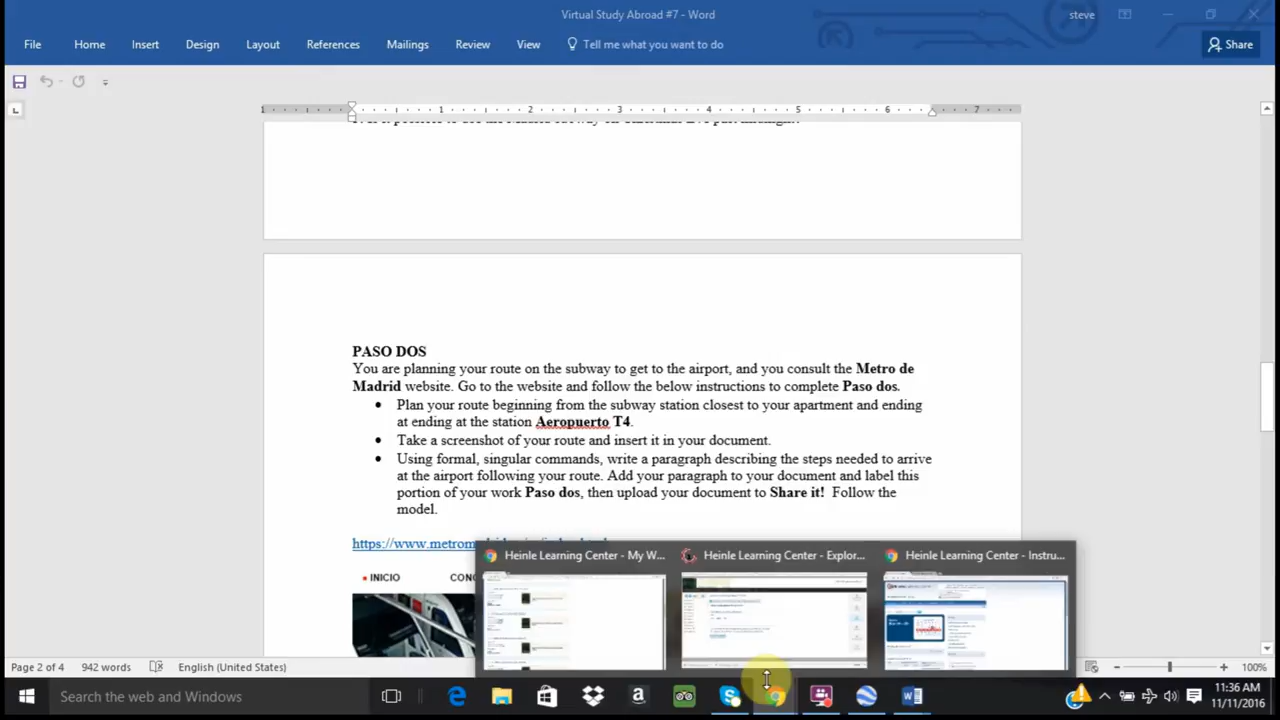 Virtual Study Abroad #7 - Word
steve
File Home Insert Design Layout References Mailings Review View Tell me what you want to do Share
L
1 1 2 3 4 5 6 7
PASO DOS
You are planning your route on the subway to get to the airport, and you consult the Metro de
Madrid website. Go to the website and follow the below instructions to complete Paso dos.
• Plan your route beginning from the subway station closest to your apartment and ending
at ending at the station Aeropuerto T4.
• Take a screenshot of your route and insert it in your document.
• Using formal, singular commands, write a paragraph describing the steps needed to arrive
at the airport following your route. Add your paragraph to your document and label this
portion of your work Paso dos, then upload your document to Share it! Follow the
model.
https://www.metrom
INICIO CONC
Heinle Learning Center - My W... Heinle Learning Center - Explor... Heinle Learning Center - Instru...
Page 2 of 4 942 words English (United States) 100%
Search the web and Windows
11:36 AM
11/11/2016